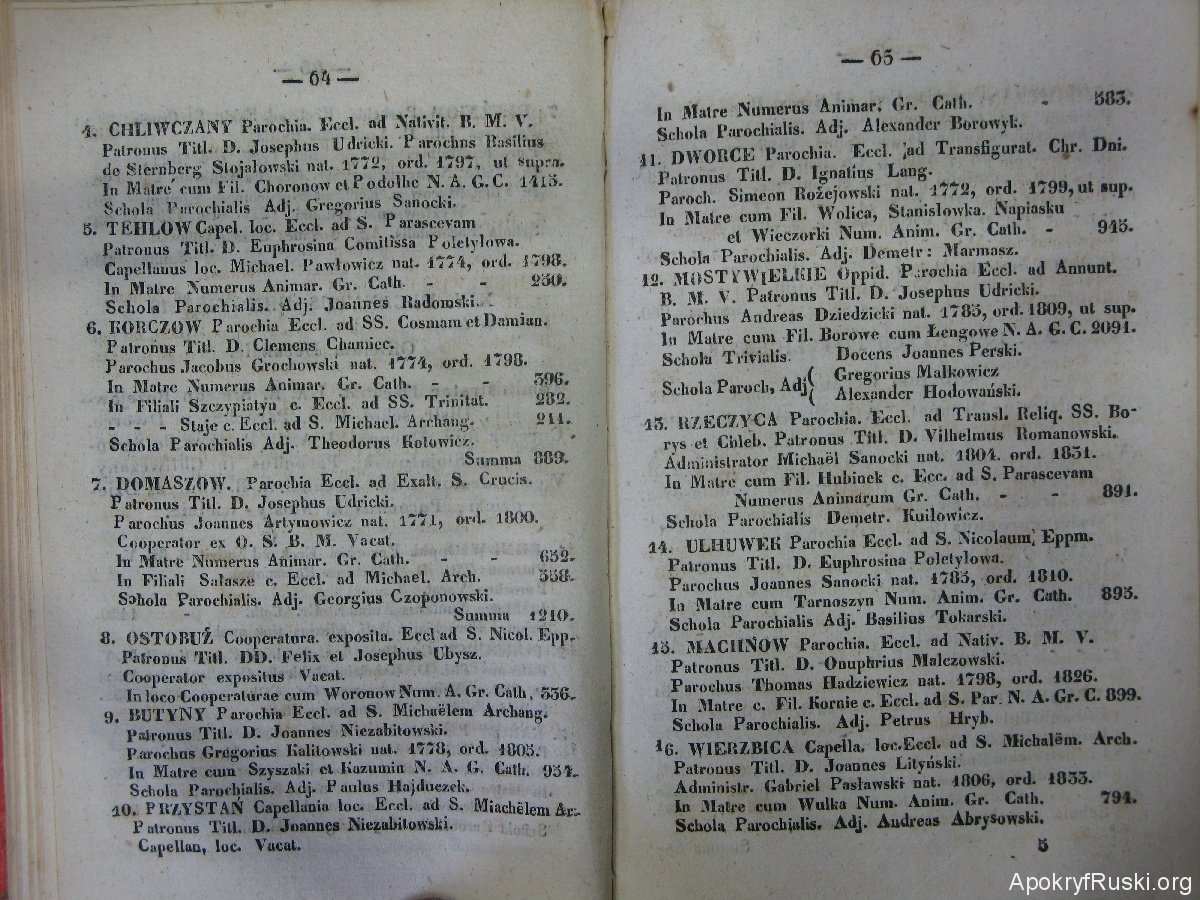 — 64 —
4. CHLIWCZANY Parochia. Eccl. ad Nativit. B. M. V.
Patronus Titl. D. Josephus Udricki. Parochns Basilius
de Sternberg Stojalowski nat. 1772, ord. 1797, ut supra.
In Matre cum Fil. Choronow et Podolhe N. A. G. C. 1415.
Schola Parochialis Adj. Gregorius Sanocki.
5. TEHLOW Capel. loc. Eccl. ad S. Parascevam
Patronus Titl. D. Euphrosina Comitissa Poletylowa.
Capellanus loc. Michael. Pawłowicz nat. 1774, ord. 1798.
In Matre Numerus Animar. Gr. Cath. - - 250.
Schola Parochialis. Adj. Joannes Radomski.
6. KORCZOW Parochia Eccl. ad SS. Cosmam et Damian.
Patronus Titl. D. Clemens Chamiec.
Parochus Jacobus Grochowski nat. 1774, ord. 1798.
In Matre Numerus Animar. Gr. Cath. - - 396.
In Filiali Szczypiatyn c. Eccl. ad SS. Trinitat. 282.
- - - Staje c. Eccl. ad S. Michael. Archang. 211.
Schola Parochialis Adj. Theodorus Kotowicz.
Summa 889.
7. DOMASZOW. Parochia Eccl. ad Exalt. S. Crucis.
Patronus Titl. D. Josephus Udricki.
Parochus Joannes Artymowicz nat. 1771, ord. 1800.
Cooperator ex O. S. B. M. Vacat.
In Matre Numerus Animar. Gr. Cath. - - 652.
In Filiali Sałasze c. Eccl. ad Michael. Arch. 558.
Schola Parochialis. Adj. Georgius Czoponowski.
Summa 1210.
8. OSTOBUŹ Cooperatura. exposita. Eccl ad S. Nicol. Epp.
Patronus Titl. DD. Felix et Josephus Ubysz.
Cooperator expositus Vacat.
In loco Cooperaturae cum Woronow Num. A. Gr. Cath. 336.
9. BUTYNY Parochia Eccl. ad S. Michaëlem Archang.
Patronus Titl. D. Joannes Niezabitowski.
Parochus Gregorius Kalitowski nat. 1778, ord. 1805.
In Matre cum Szyszaki et Kazumin N. A. G. Cath. 934.
Schola Parochialis. Adj. Paulus Hajduczek.
10. PRZYSTAŃ Capellania loc. Eccl. ad S. Miachëlem Ar.
Patronus Titl. D. Joannes Niezabitowski.
Capellan, loc. Vacat.
— 65 —
In Matre Numerus Animar. Gr. Cath. - 583.
Schola Parochialis. Adj. Alexander Borowyk.
11. DWORCE Parochia. Eccl. ad Transfigurat. Chr. Dni.
Patronus Titl. D. Ignatius Lang.
Paroch. Simeon Rożejowski nat. 1772, ord. 1799, ut sup.
In Matre cum Fil. Wolica, Stanisłowka. Napiasku
et Wieczorki Num. Anim. Gr. Cath. - 945.
Schola Parochialis. Adj. Demetr: Marmasz.
12. MOSTYWIELKIE Oppid. Parochia Eccl. ad Annunt.
B. M. V. Patronus Titl. D. Josephus Udricki.
Parochus Andreas Dziedzicki nat. 1785, ord. 1809, ut sup.
In Matre cum Fil. Borowe cum Łengowe N. A. G. C. 2091.
Schola Trivialis. Docens Joannes Perski.
Schola Paroch, Adj { Gregorius Małkowicz
Alexander Hodowański.
13. RZECZYCA Parochia. Eccl. ad Transl. Reliq. SS. Bo-
rys et Chleb. Patronus Titl. D. Vilhelmus Romanowski.
Administrator Michaël Sanocki nat. 1804. ord. 1831.
In Matre cum Fil. Hubinek c. Ecc. ad S. Parascevam
Numerus Animarum Gr. Cath. - - 891.
Schola Parochialis Demetr. Kuiłowicz.
14. ULHUWEK Parochia Eccl. ad S. Nicolaum, Eppm.
Patronus Titl. D. Euphrosina Poletyłowa.
Parochus Joannes Sanocki nat. 1785, ord. 1810.
In Matre cum Tarnoszyn Num. Anim. Gr. Cath. 895.
Schola Parochialis Adj. Basilius Tokarski.
15. MACHNOW Parochia. Eccl. ad Nativ. B. M. V.
Patronus Titl. D. Onuphrius Malczowski.
Parochus Thomas Hadziewicz nat. 1798, ord. 1826.
In Matre c. Fil. Kornie c. Eccl. ad S. Par. N. A. Gr. C. 899.
Schola Parochialis. Adj. Petrus Hryb.
16. WIERZBICA Capella. loc. Eccl. ad S. Michalëm. Arch.
Patronus Titl. D. Joannes Lityński.
Administr. Gabriel Pasławski nat. 1806, ord. 1833.
In Matre cum Wulka Num. Anim. Gr. Cath. 794.
Schola Parochialis. Adj. Andreas Abrysowski.
5
ApokryfRuski.org